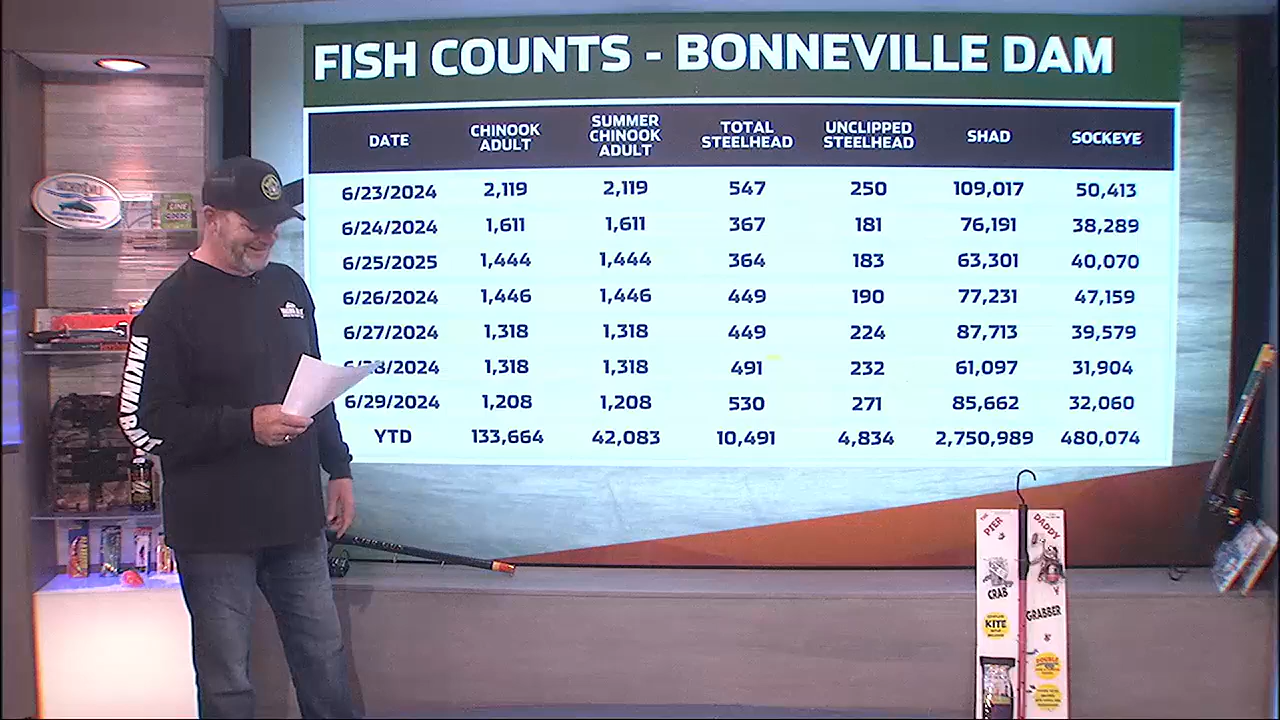 FISH COUNTS - BONNEVILLE DAM
DATE CHINOOK ADULT SUMMER CHINOOK ADULT TOTAL STEELHEAD UNCLIPPED STEELHEAD SHAD SOCKEYE
6/23/2024 2,119 2,119 547 250 109,017 50,413
6/24/2024 1,611 1,611 367 181 76,191 38,289
6/25/2025 1,444 1,444 364 183 63,301 40,070
6/26/2024 1,446 1,446 449 190 77,231 47,159
6/27/2024 1,318 1,318 449 224 87,713 39,579
1,318 1,318 491 232 61,097 31,904
6/29/2024 1,208 1,208 530 271 85,662 32,060
YTD 133,664 42,083 10,491 4,834 2,750,989 480,074
YAKIMA BAIT
LINE
PIER DADDY
CRAB
GRABBER
KITE
DOUBLE